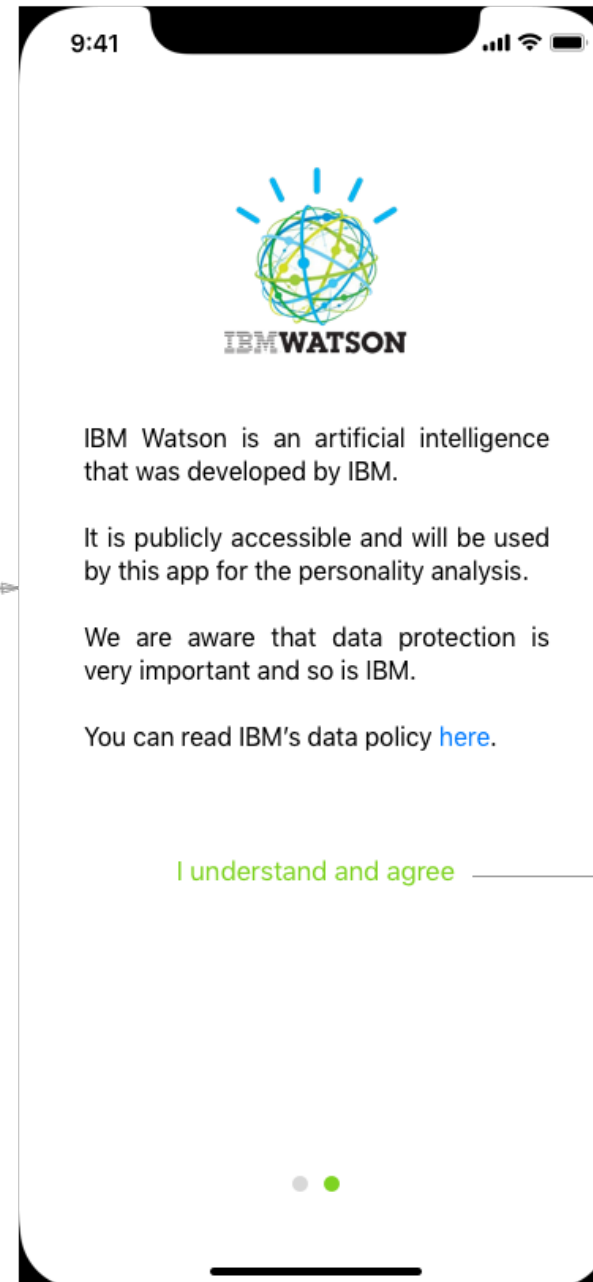 9:41
IBMWATSON
IBM Watson is an artificial intelligence
that was developed by IBM.
It is publicly accessible and will be used
by this app for the personality analysis.
We are aware that data protection is
very important and so is IBM.
You can read IBM's data policy here.
I understand and agree